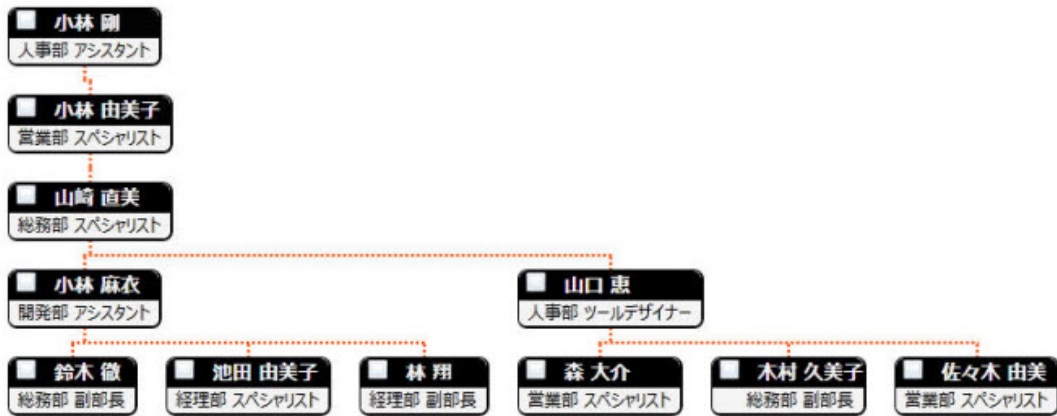 小林 剛
人事部 アシスタント
小林 由美子
営業部 スペシャリスト
山崎 直美
総務部 スペシャリスト
小林 麻衣
開発部 アシスタント
山口 恵
人事部 ツールデザイナー
鈴木 徹
総務部 副部長
池田 由美子
経理部 スペシャリスト
林 翔
経理部 副部長
森 大介
営業部 スペシャリスト
木村 久美子
総務部 副部長
佐々木 由美
営業部 スペシャリスト